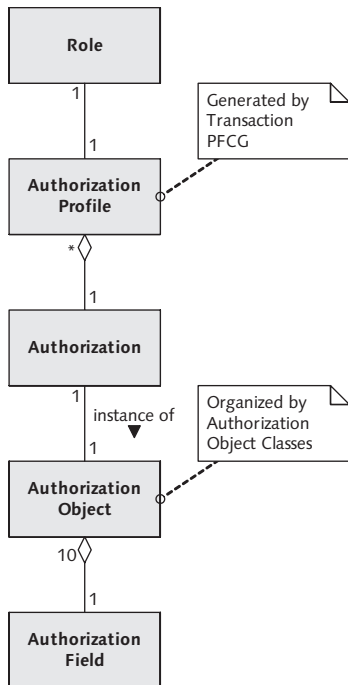 Role
1
1
Generated by
Transaction
PFCG
Authorization
Profile
*
1
Authorization
1
instance of
1
Organized by
Authorization
Object Classes
Authorization
Object
10
1
Authorization
Field